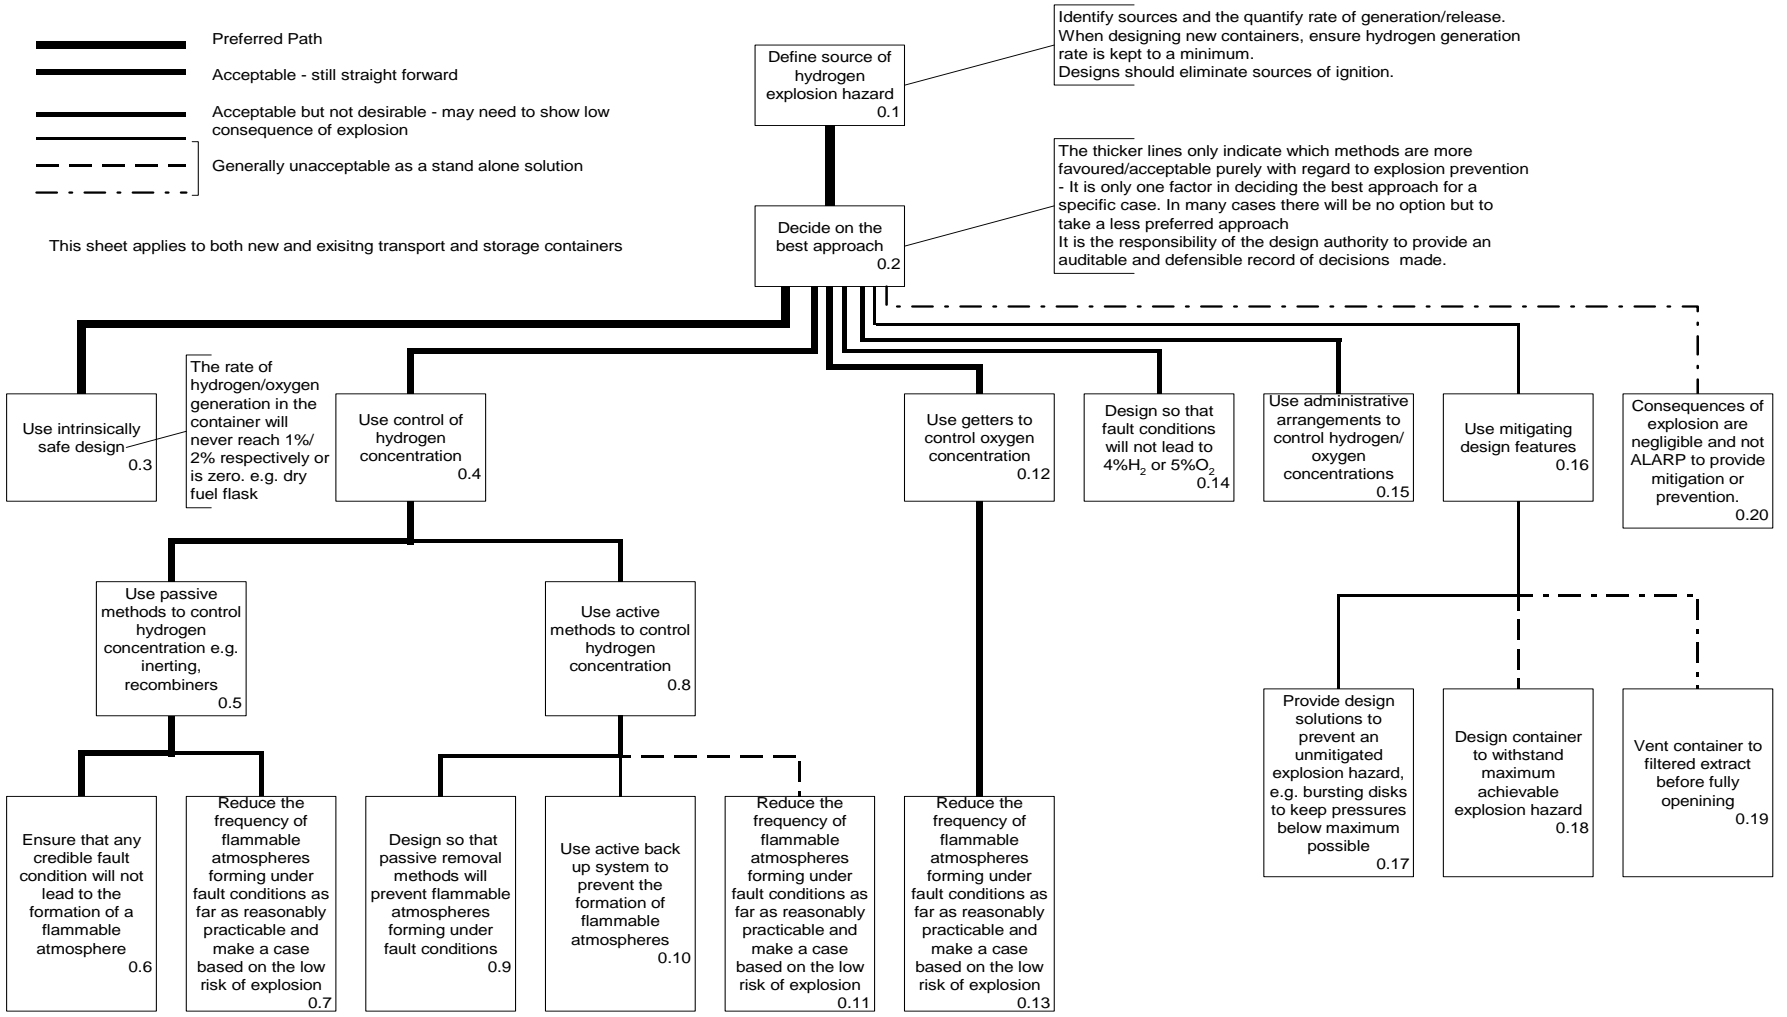 Preferred Path
Acceptable - still straight forward
Acceptable but not desirable - may need to show low
consequence of explosion
Generally unacceptable as a stand alone solution
This sheet applies to both new and exisitng transport and storage containers
Define source of
hydrogen
explosion hazard
0.1
Identify sources and the quantify rate of generation/release.
When designing new containers, ensure hydrogen generation
rate is kept to a minimum.
Designs should eliminate sources of ignition.
Decide on the
best approach
0.2
The thicker lines only indicate which methods are more
favoured/acceptable purely with regard to explosion prevention
- It is only one factor in deciding the best approach for a
specific case. In many cases there will be no option but to
take a less preferred approach
It is the responsibility of the design authority to provide an
auditable and defensible record of decisions made.
Use intrinsically
safe design
0.3
The rate of
hydrogen/oxygen
generation in the
container will
never reach 1%/
2% respectively or
is zero. e.g. dry
fuel flask
Use control of
hydrogen
concentration
0.4
Use getters to
control oxygen
concentration
0.12
Design so that
fault conditions
will not lead to
4%H2 or 5%O2
0.14
Use administrative
arrangements to
control hydrogen/
oxygen
concentrations
0.15
Use mitigating
design features
0.16
Consequences of
explosion are
negligible and not
ALARP to provide
mitigation or
prevention.
0.20
Use passive
methods to control
hydrogen
concentration e.g.
inerting,
recombiners
0.5
Use active
methods to control
hydrogen
concentration
0.8
Ensure that any
credible fault
condition will not
lead to the
formation of a
flammable
atmosphere
0.6
Reduce the
frequency of
flammable
atmospheres
forming under
fault conditions as
far as reasonably
practicable and
make a case
based on the low
risk of explosion
0.7
Design so that
passive removal
methods will
prevent flammable
atmospheres
forming under
fault conditions
0.9
Use active back
up system to
prevent the
formation of
flammable
atmospheres
0.10
Reduce the
frequency of
flammable
atmospheres
forming under
fault conditions as
far as reasonably
practicable and
make a case
based on the low
risk of explosion
0.11
Reduce the
frequency of
flammable
atmospheres
forming under
fault conditions as
far as reasonably
practicable and
make a case
based on the low
risk of explosion
0.13
Provide design
solutions to
prevent an
unmitigated
explosion hazard,
e.g. bursting disks
to keep pressures
below maximum
possible
0.17
Design container
to withstand
maximum
achievable
explosion hazard
0.18
Vent container to
filtered extract
before fully
openining
0.19